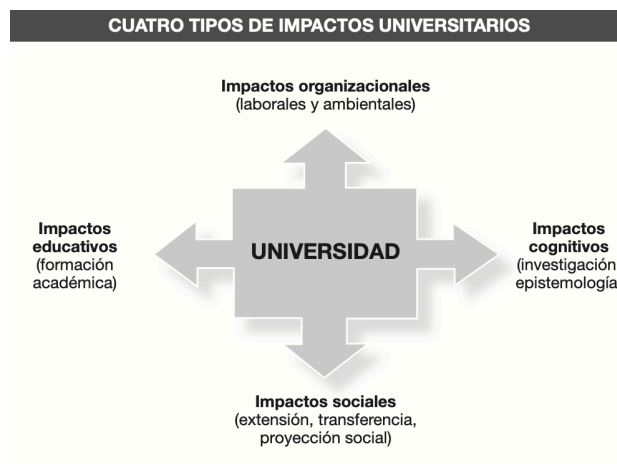 CUATRO TIPOS DE IMPACTOS UNIVERSITARIOS
Impactos organizacionales
(laborales y ambientales)
Impactos
educativos
(formación
académica)
UNIVERSIDAD
Impactos
cognitivos
(investigación
epistemología
Impactos sociales
(extensión, transferencia,
proyección social)